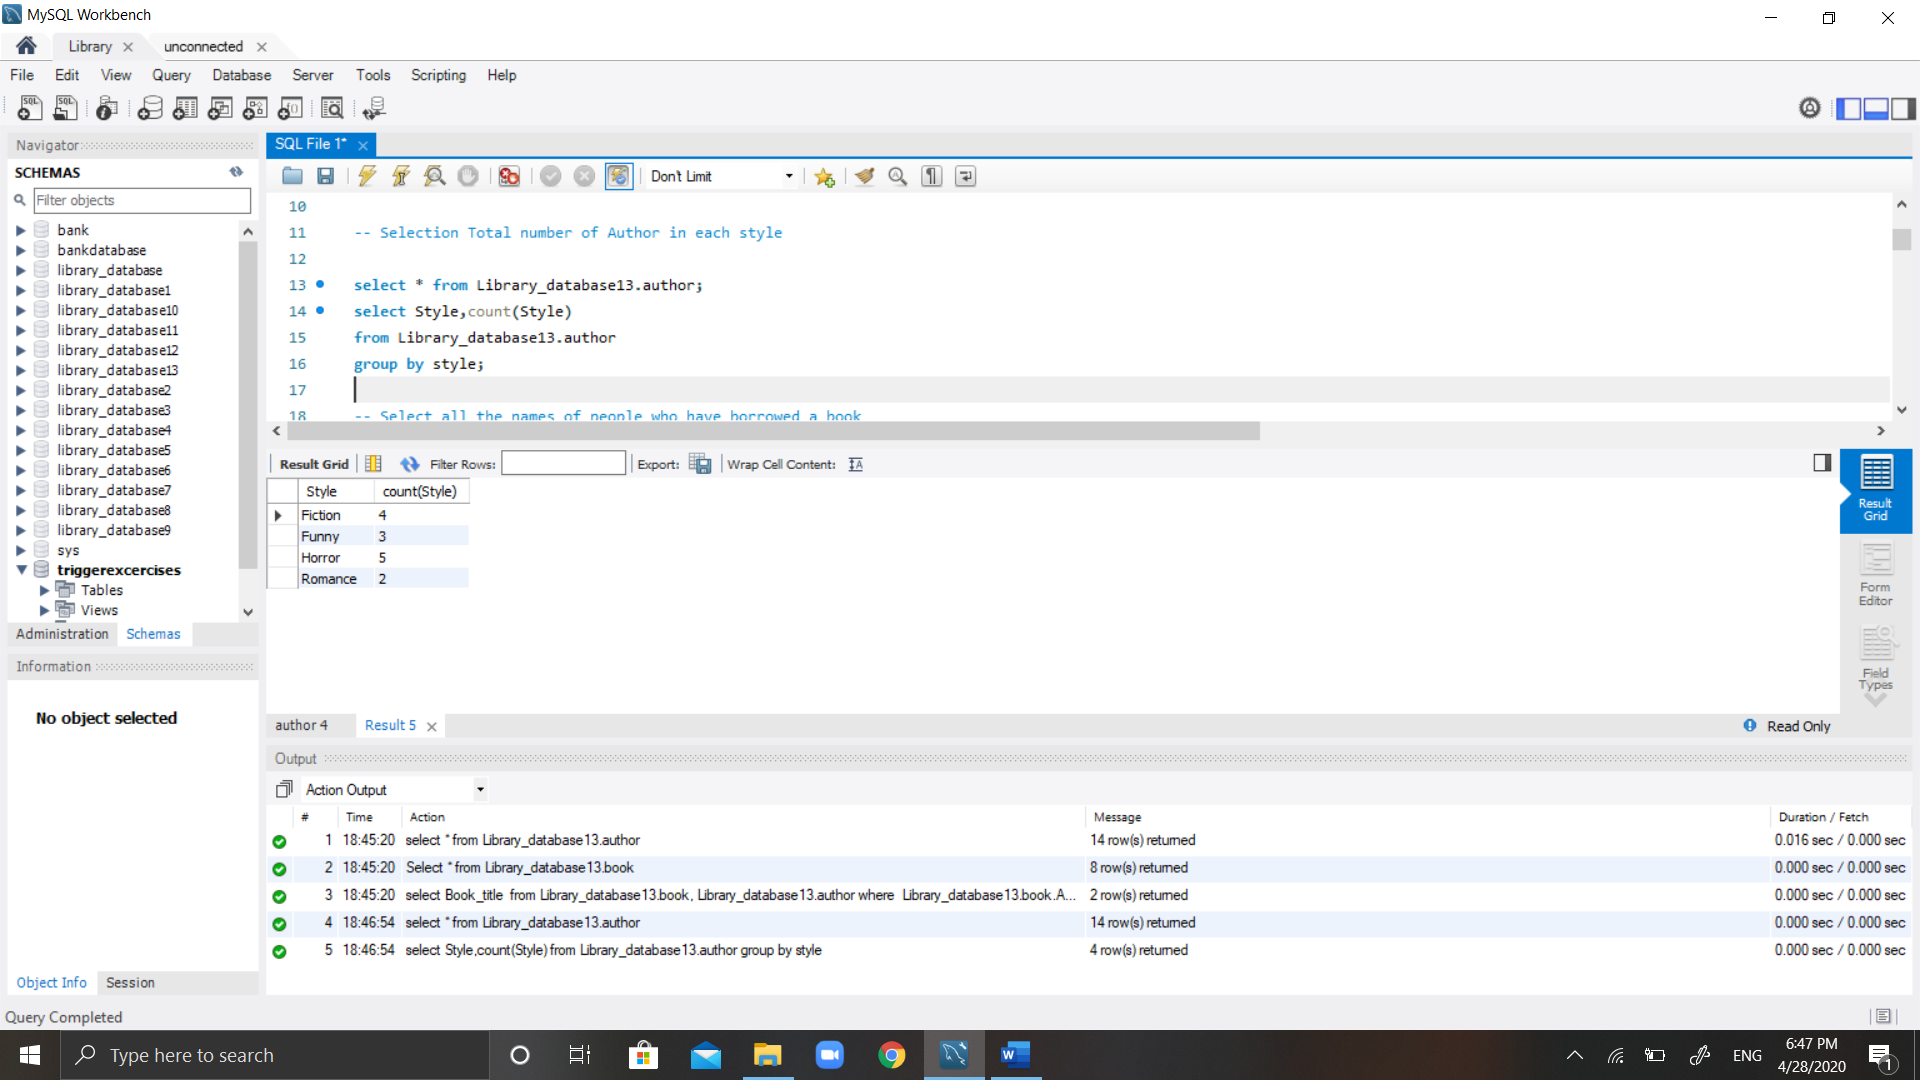 MySQL Workbench
Library
unconnected
File Edit View Query Database Server Tools Scripting Help
Navigator
SCHEMAS
Filter objects
bank
bankdatabase
library_database
library_database1
library_database10
library_database11
library_database12
library_database13
library_database2
library_database3
library_database4
library_database5
library_database6
library_database7
library_database8
library_database9
sys
triggerexcercises
Tables
Views
Administration Schemas
Information
No object selected
Object Info Session
SQL File 1*
Don't Limit
10
11 -- Selection Total number of Author in each style
12
13 select * from Library_database13.author;
14 select Style,count(Style)
15 from Library_database13.author
16 group by style;
17
18 -- Select all the names of people who have borrowed a book
Result Grid Filter Rows: Export: Wrap Cell Content:
Style count(Style)
Fiction 4
Funny 3
Horror 5
Romance 2
Result Grid
Form Editor
Field Types
author 4 Result 5 Read Only
Output
Action Output
# Time Action Message Duration / Fetch
1 18:45:20 select * from Library_database13.author 14 row(s) returned 0.016 sec / 0.000 sec
2 18:45:20 Select * from Library_database13.book 8 row(s) returned 0.000 sec / 0.000 sec
3 18:45:20 select Book_title from Library_database13.book, Library_database13.author where Library_database13.book.A... 2 row(s) returned 0.000 sec / 0.000 sec
4 18:46:54 select * from Library_database13.author 14 row(s) returned 0.000 sec / 0.000 sec
5 18:46:54 select Style,count(Style) from Library_database13.author group by style 4 row(s) returned 0.000 sec / 0.000 sec
Query Completed
Type here to search
ENG
6:47 PM
4/28/2020
1